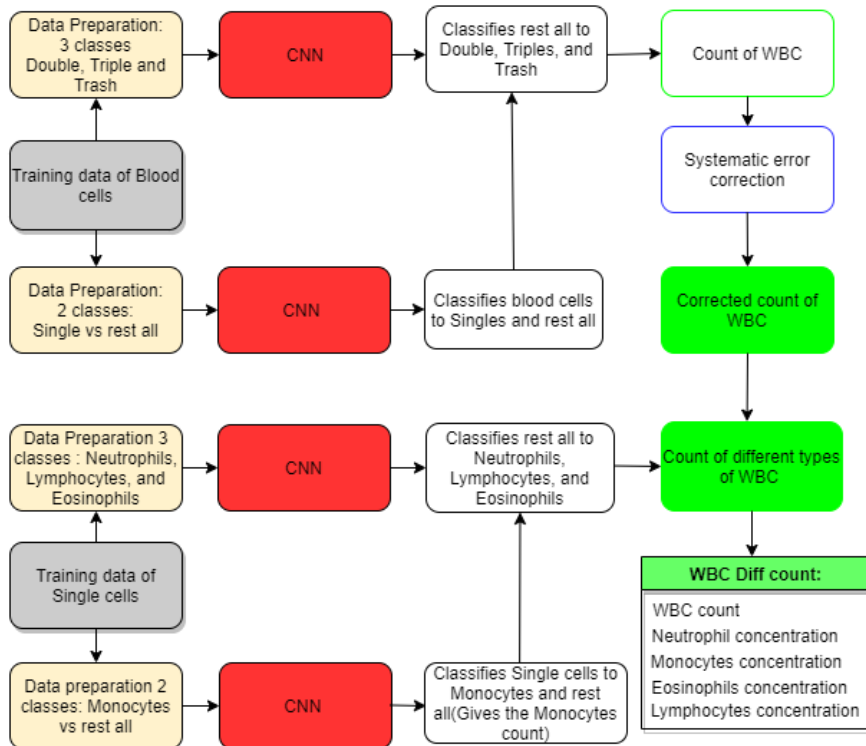 Data Preparation:
3 classes
Double, Triple and
Trash
CNN
Classifies rest all to
Double, Triples, and
Trash
Count of WBC
Training data of Blood
cells
Systematic error
correction
Data Preparation:
2 classes:
Single vs rest all
CNN
Classifies blood cells
to Singles and rest all
Corrected count of
WBC
Data Preparation 3
classes : Neutrophils,
Lymphocytes, and
Eosinophils
CNN
Classifies rest all to
Neutrophils,
Lymphocytes, and
Eosinophils
Count of different types
of WBC
Training data of
Single cells
WBC Diff count:
WBC count
Neutrophil concentration
Monocytes concentration
Eosinophils concentration
Lymphocytes concentration
Data preparation 2
classes: Monocytes
vs rest all
CNN
Classifies Single cells to
Monocytes and rest
all(Gives the Monocytes
count)